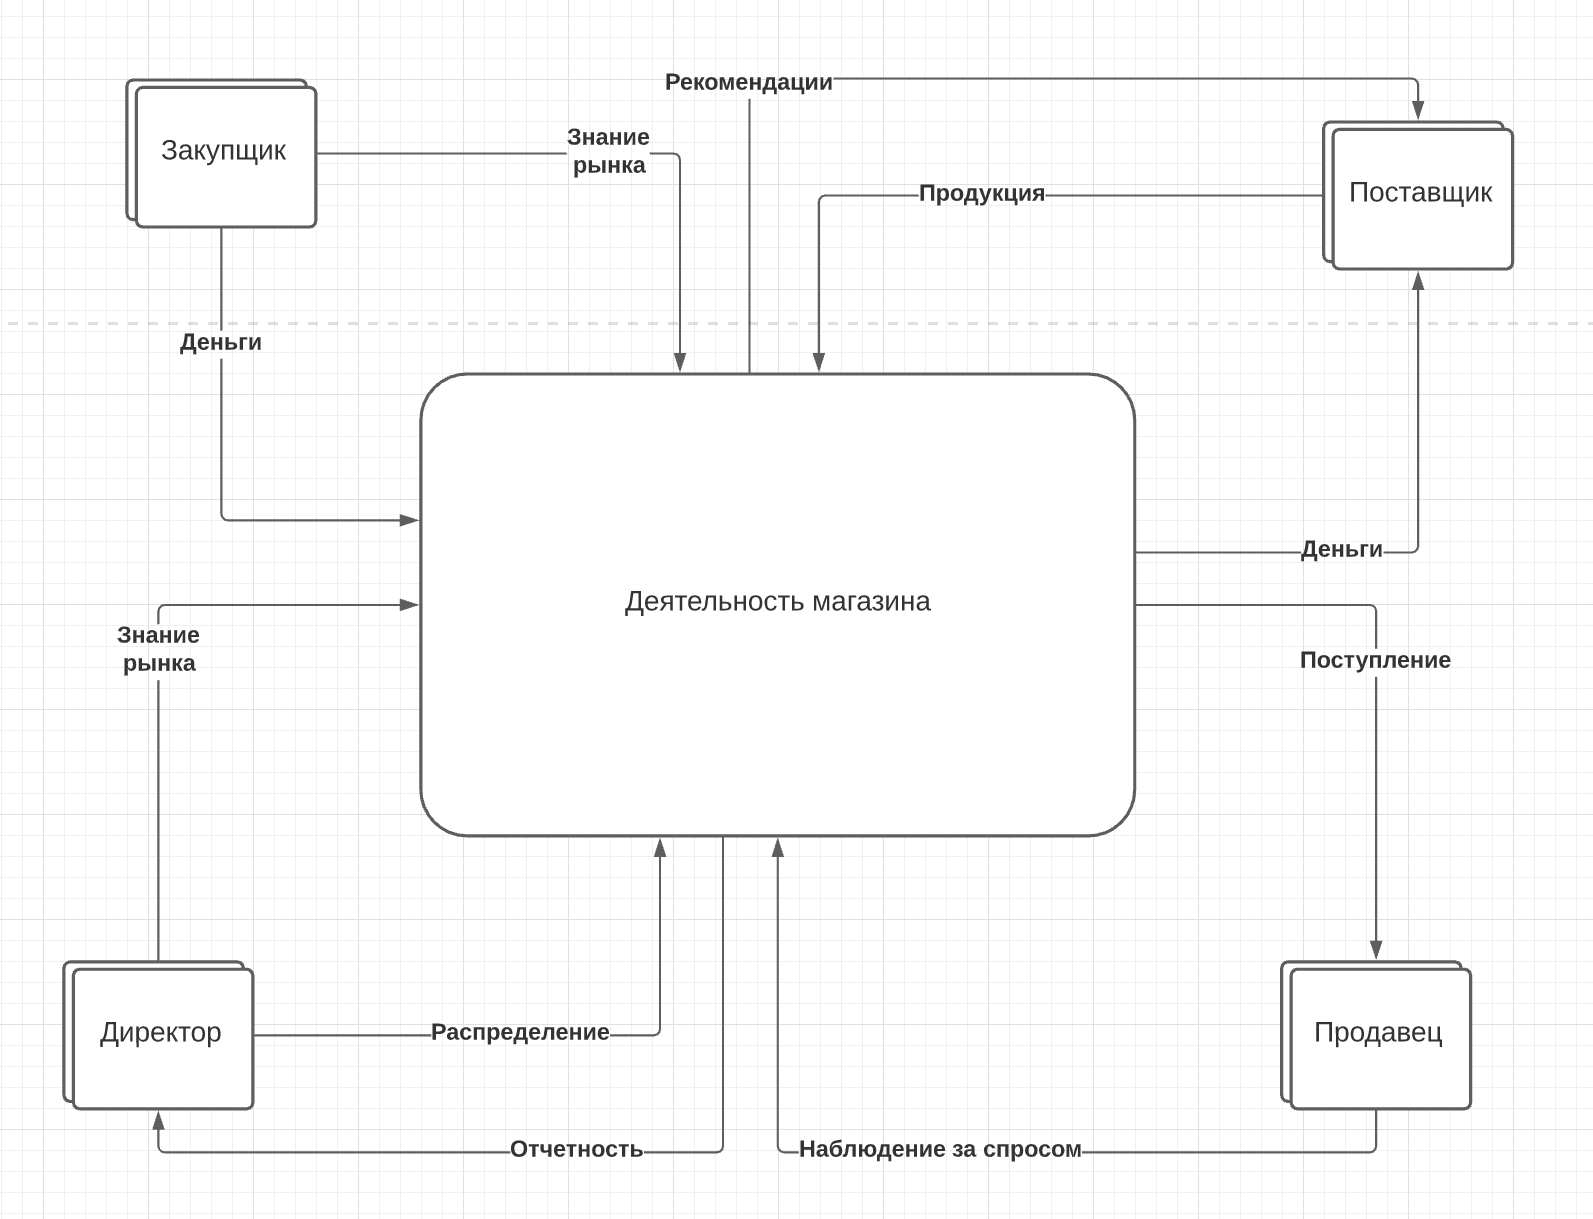 Рекомендации
Закупщик
Знание
рынка
Продукция
Поставщик
Деньги
Деньги
Деятельность магазина
Знание
рынка
Поступление
Директор
Распределение
Продавец
Отчетность
Наблюдение за спросом